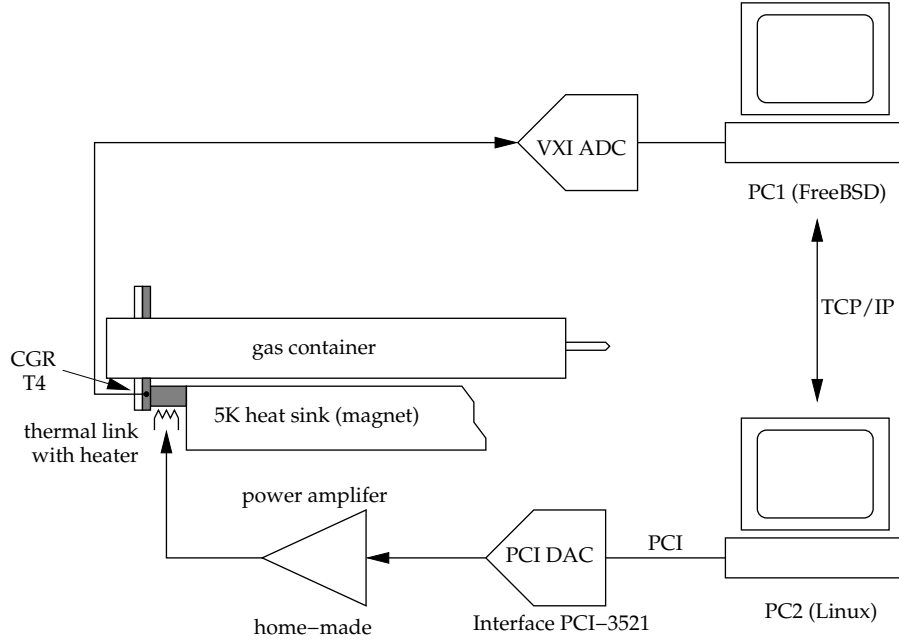 VXI ADC
PC1 (FreeBSD)
TCP/IP
gas container
CGR
T4
5K heat sink (magnet)
thermal link
with heater
power amplifer
PCI DAC
PCI
home−made
Interface PCI−3521
PC2 (Linux)